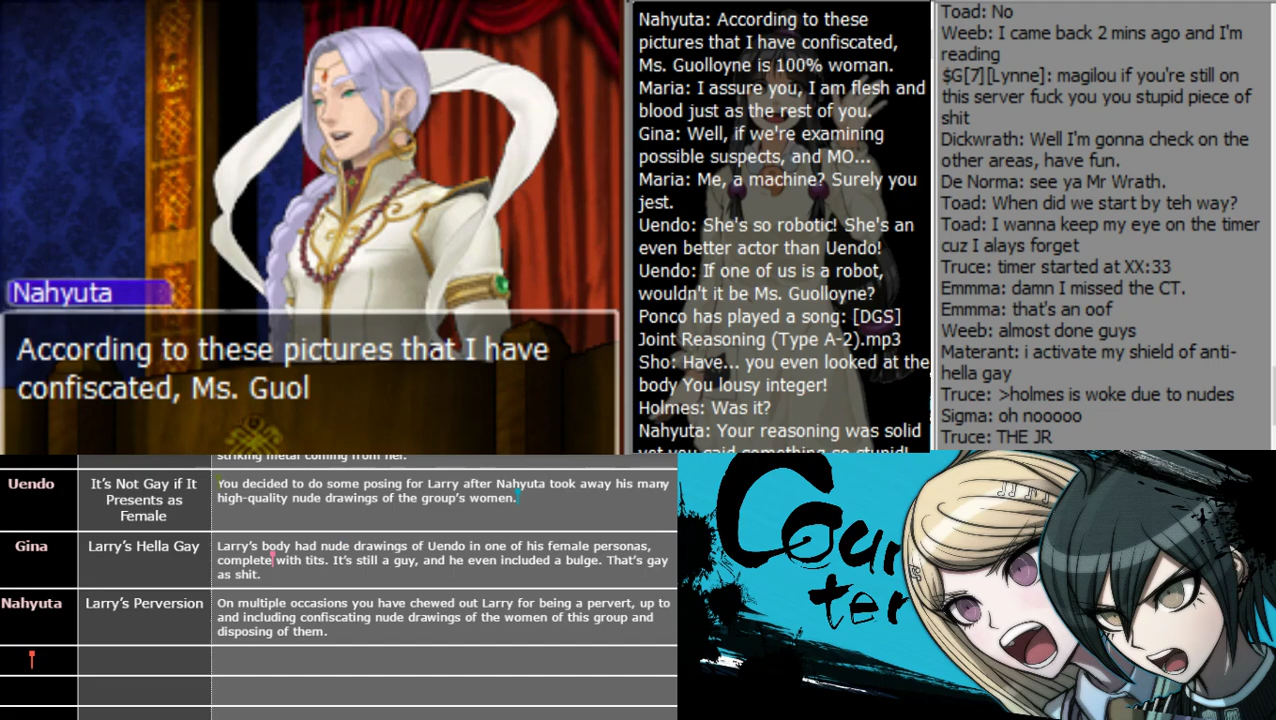 Nahyuta
According to these pictures that I have
confiscated, Ms. Guol
Nahyuta: According to these
pictures that I have confiscated,
Ms. Guolloyne is 100% woman.
Maria: I assure you, I am flesh and
blood just as the rest of you.
Gina: Well, if we're examining
possible suspects, and MO...
Maria: Me, a machine? Surely you
jest.
Uendo: She's so robotic! She's an
even better actor than Uendo!
Uendo: If one of us is a robot,
wouldn't it be Ms. Guolloyne?
Ponco has played a song: [DGS]
Joint Reasoning (Type A-2).mp3
Sho: Have... you even looked at the
body You lousy integer!
Holmes: Was it?
Nahyuta: Your reasoning was solid
yet you said something so stupid!
Toad: No
Weeb: I came back 2 mins ago and I'm
reading
$G[7][Lynne]: magilou if you're still on
this server fuck you you stupid piece of
shit
Dickwrath: Well I'm gonna check on the
other areas, have fun.
De Norma: see ya Mr Wrath.
Toad: When did we start by teh way?
Toad: I wanna keep my eye on the timer
cuz I alays forget
Truce: timer started at XX:33
Emmma: damn I missed the CT.
Emmma: that's an oof
Weeb: almost done guys
Materant: i activate my shield of anti-
hella gay
Truce: >holmes is woke due to nudes
Sigma: oh nooooo
Truce: THE JR
striking metal coming from her.
Uendo
It's Not Gay if It
Presents as
Female
You decided to do some posing for Larry after Nahyuta took away his many
high-quality nude drawings of the group's women.
Gina
Larry's Hella Gay
Larry's body had nude drawings of Uendo in one of his female personas,
complete with tits. It's still a guy, and he even included a bulge. That's gay
as shit.
Nahyuta
Larry's Perversion
On multiple occasions you have chewed out Larry for being a pervert, up to
and including confiscating nude drawings of the women of this group and
disposing of them.
Coun
ter